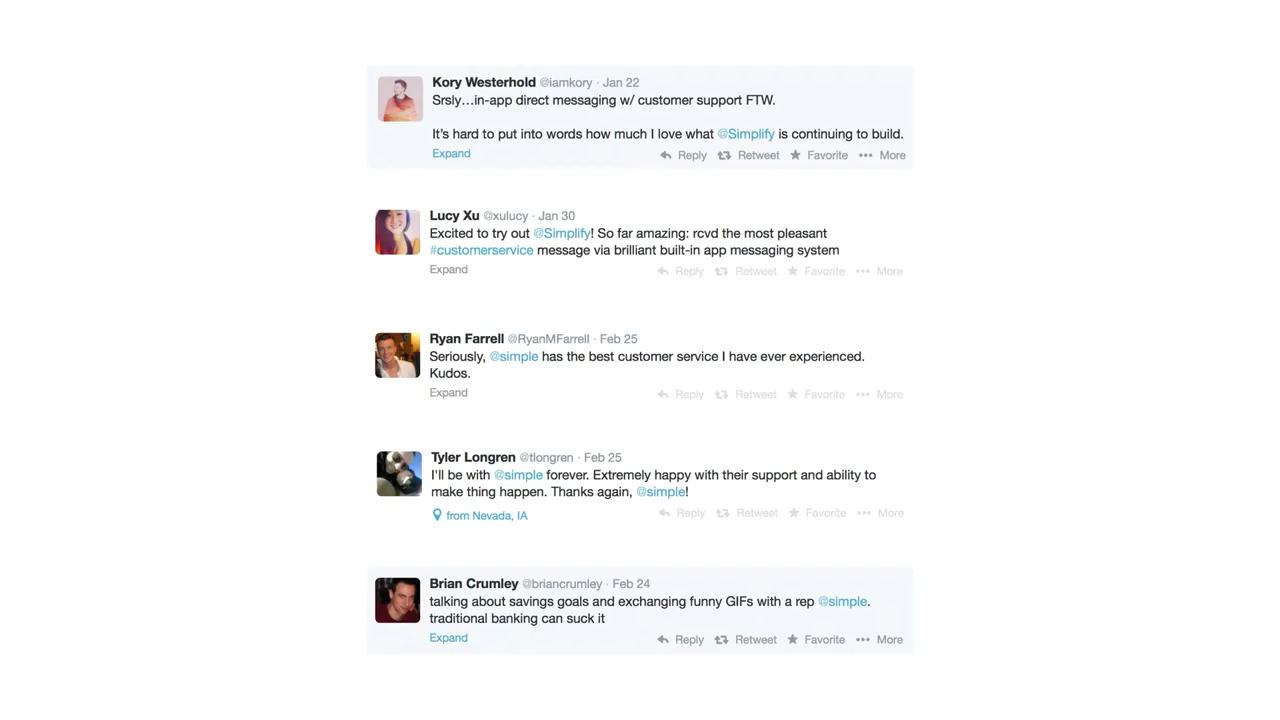 Kory Westerhold @iamkory · Jan 22
Srsly…in-app direct messaging w/ customer support FTW.
It's hard to put into words how much I love what @Simplify is continuing to build.
Expand Reply Retweet Favorite More
Lucy Xu @xulucy · Jan 30
Excited to try out @Simplify! So far amazing: rcvd the most pleasant
#customerservice message via brilliant built-in app messaging system
Expand Reply Retweet Favorite More
Ryan Farrell @RyanMFarrell · Feb 25
Seriously, @simple has the best customer service I have ever experienced.
Kudos.
Expand Reply Retweet Favorite More
Tyler Longren @tlongren · Feb 25
I'll be with @simple forever. Extremely happy with their support and ability to
make thing happen. Thanks again, @simple!
from Nevada, IA Reply Retweet Favorite More
Brian Crumley @briancrumley · Feb 24
talking about savings goals and exchanging funny GIFs with a rep @simple.
traditional banking can suck it
Expand Reply Retweet Favorite More